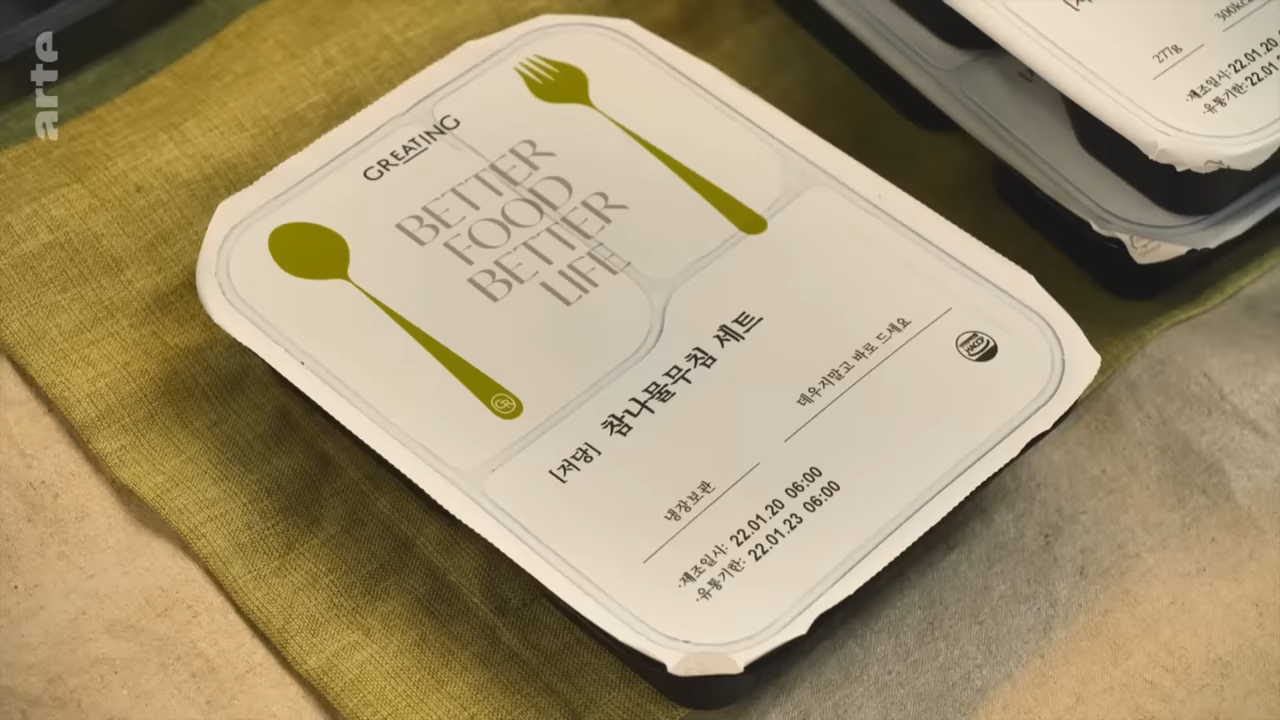 arte
GREATING
BETTER
FOOD
BETTER
LIFE
GR
[저당] 참나물무침 세트
데우지말고 바로 드세요
HACCP
냉장보관
·제조일시: 22.01.20 06:00
·유통기한: 22.01.23 06:00
277g
·제조일시: 22.01.20
·유통기한: